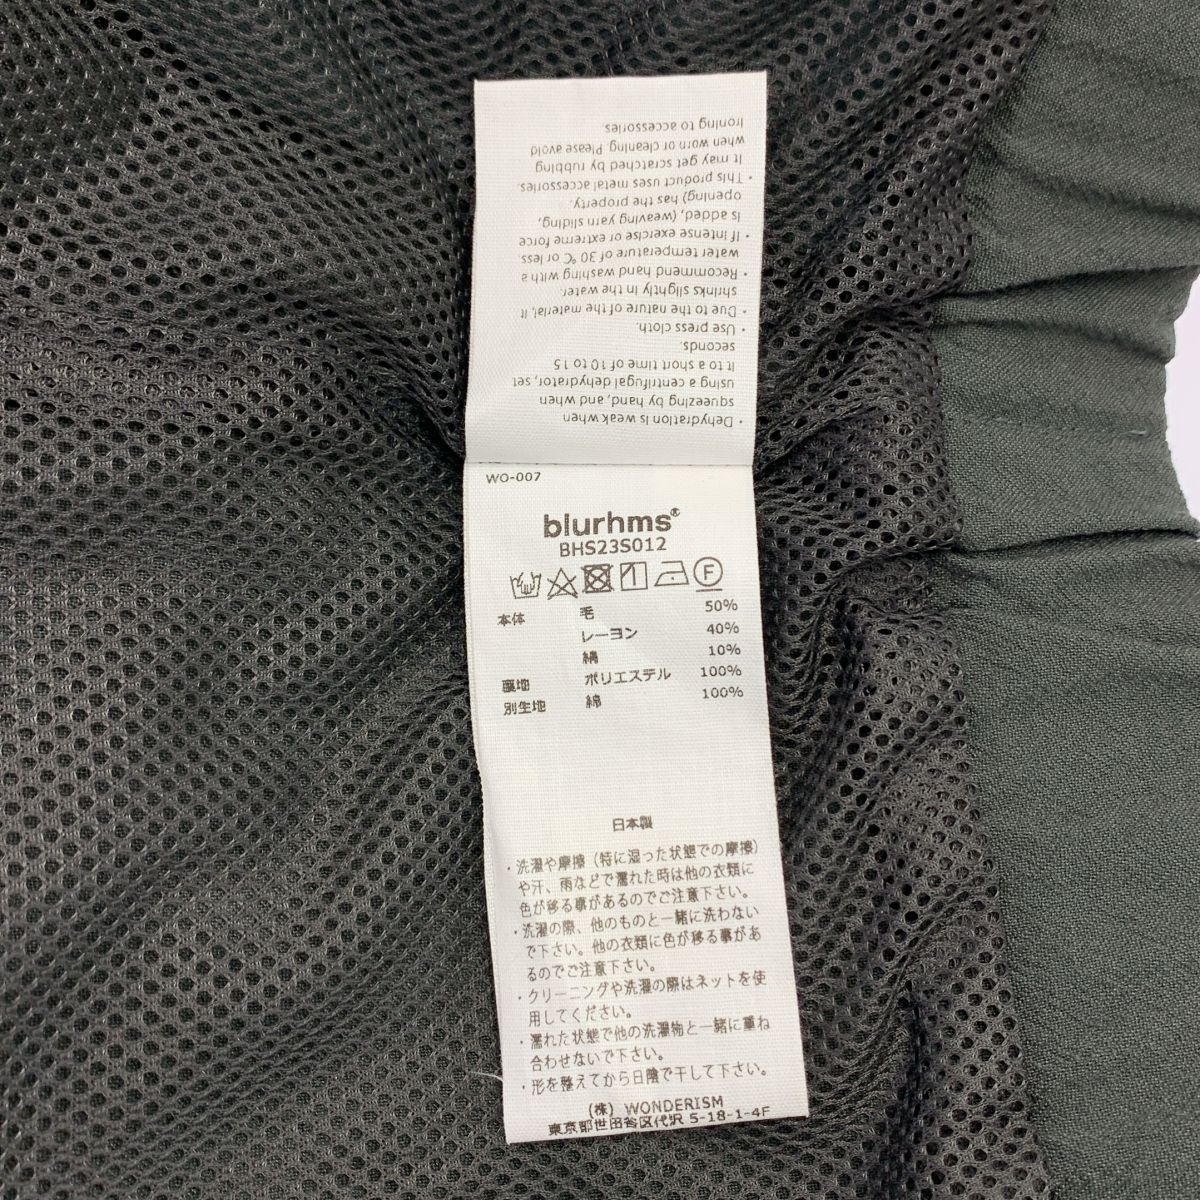 · Dehydration is weak when
squeezing by hand, and when
using a centrifugal dehydrator, set
it to a short time of 10 to 15
seconds.
· Use press cloth.
· Due to the nature of the material, it
shrinks slightly in the water.
· Recommend hand washing with a
water temperature of 30 °C or less.
· If intense exercise or extreme force
is added, (weaving) yarn sliding,
opening) has the property.
· This product uses metal accessories.
It may get scratched by rubbing
when worn or cleaning. Please avoid
ironing to accessories.
WO-007
blurhms®
BHS23S012
F
本体 毛 50%
レーヨン 40%
絹 10%
裏地 ポリエステル 100%
別生地 綿 100%
日本製
・洗濯や摩擦（特に湿った状態での摩擦）
や汗、雨などで濡れた時は他の衣類に
色が移る事があるのでご注意下さい。
・洗濯の際、他のものと一緒に洗わない
で下さい。他の衣類に色が移る事があ
るのでご注意下さい。
・クリーニングや洗濯の際はネットを使
用してください。
・濡れた状態で他の洗濯物と一緒に重ね
合わせないで下さい。
・形を整えてから日陰で干して下さい。
（株）WONDERISM
東京都世田谷区代沢 5-18-1-4F